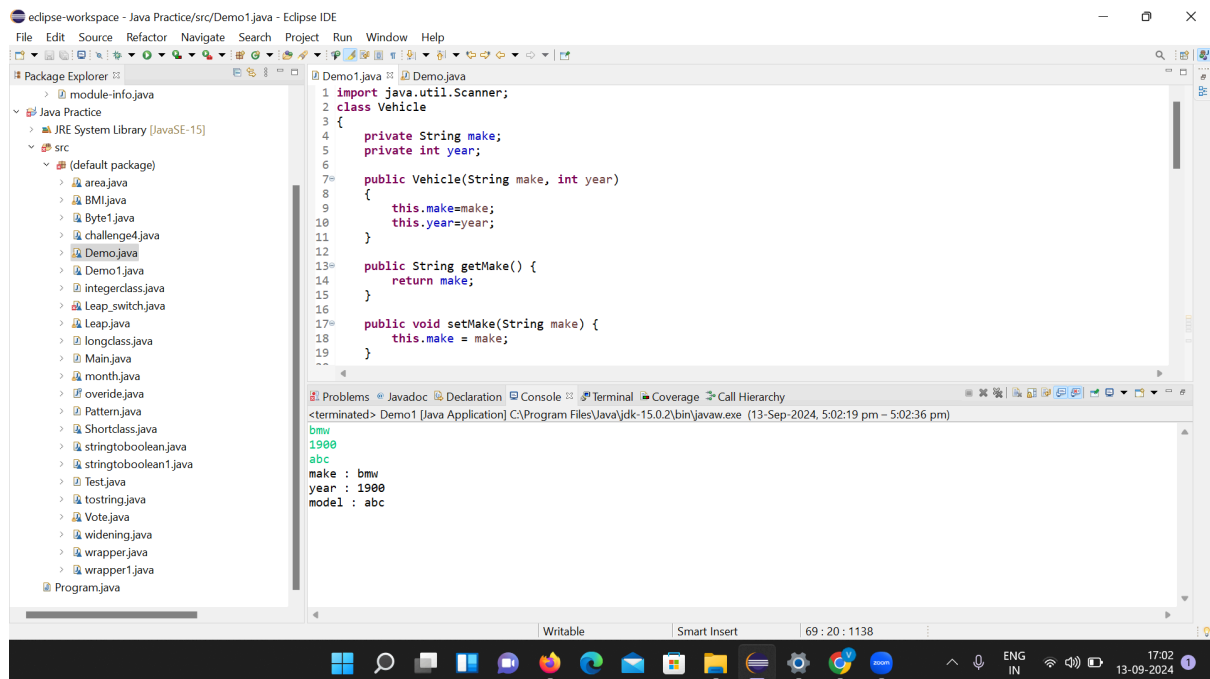 eclipse-workspace - Java Practice/src/Demo1.java - Eclipse IDE
File Edit Source Refactor Navigate Search Project Run Window Help
Package Explorer
module-info.java
Java Practice
JRE System Library [JavaSE-15]
src
(default package)
area.java
BMI.java
Byte1.java
challenge4.java
Demo.java
Demo1.java
integerclass.java
Leap_switch.java
Leap.java
longclass.java
Main.java
month.java
overide.java
Pattern.java
Shortclass.java
stringtoboolean.java
stringtoboolean1.java
Test.java
tostring.java
Vote.java
widening.java
wrapper.java
wrapper1.java
Program.java
Demo1.java Demo.java
1 import java.util.Scanner;
2 class Vehicle
3 {
4 private String make;
5 private int year;
6
7 public Vehicle(String make, int year)
8 {
9 this.make=make;
10 this.year=year;
11 }
12
13 public String getMake() {
14 return make;
15 }
16
17 public void setMake(String make) {
18 this.make = make;
19 }
Problems Javadoc Declaration Console Terminal Coverage Call Hierarchy
<terminated> Demo1 [Java Application] C:\Program Files\Java\jdk-15.0.2\bin\javaw.exe (13-Sep-2024, 5:02:19 pm – 5:02:36 pm)
bmw
1900
abc
make : bmw
year : 1900
model : abc
Writable Smart Insert 69 : 20 : 1138
V
zoom
ENG
IN
17:02
13-09-2024
1